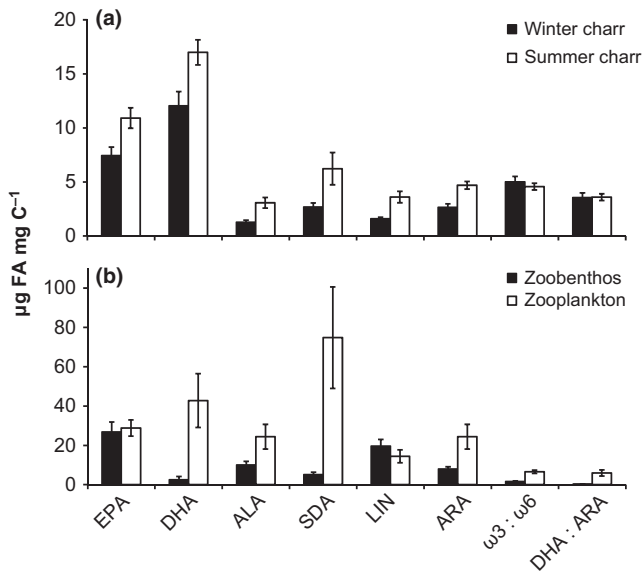 (a)
Winter charr
Summer charr
20
15
10
5
0
µg FA mg C⁻¹
(b)
Zoobenthos
Zooplankton
100
80
60
40
20
0
EPA
DHA
ALA
SDA
LIN
ARA
ω3 : ω6
DHA : ARA